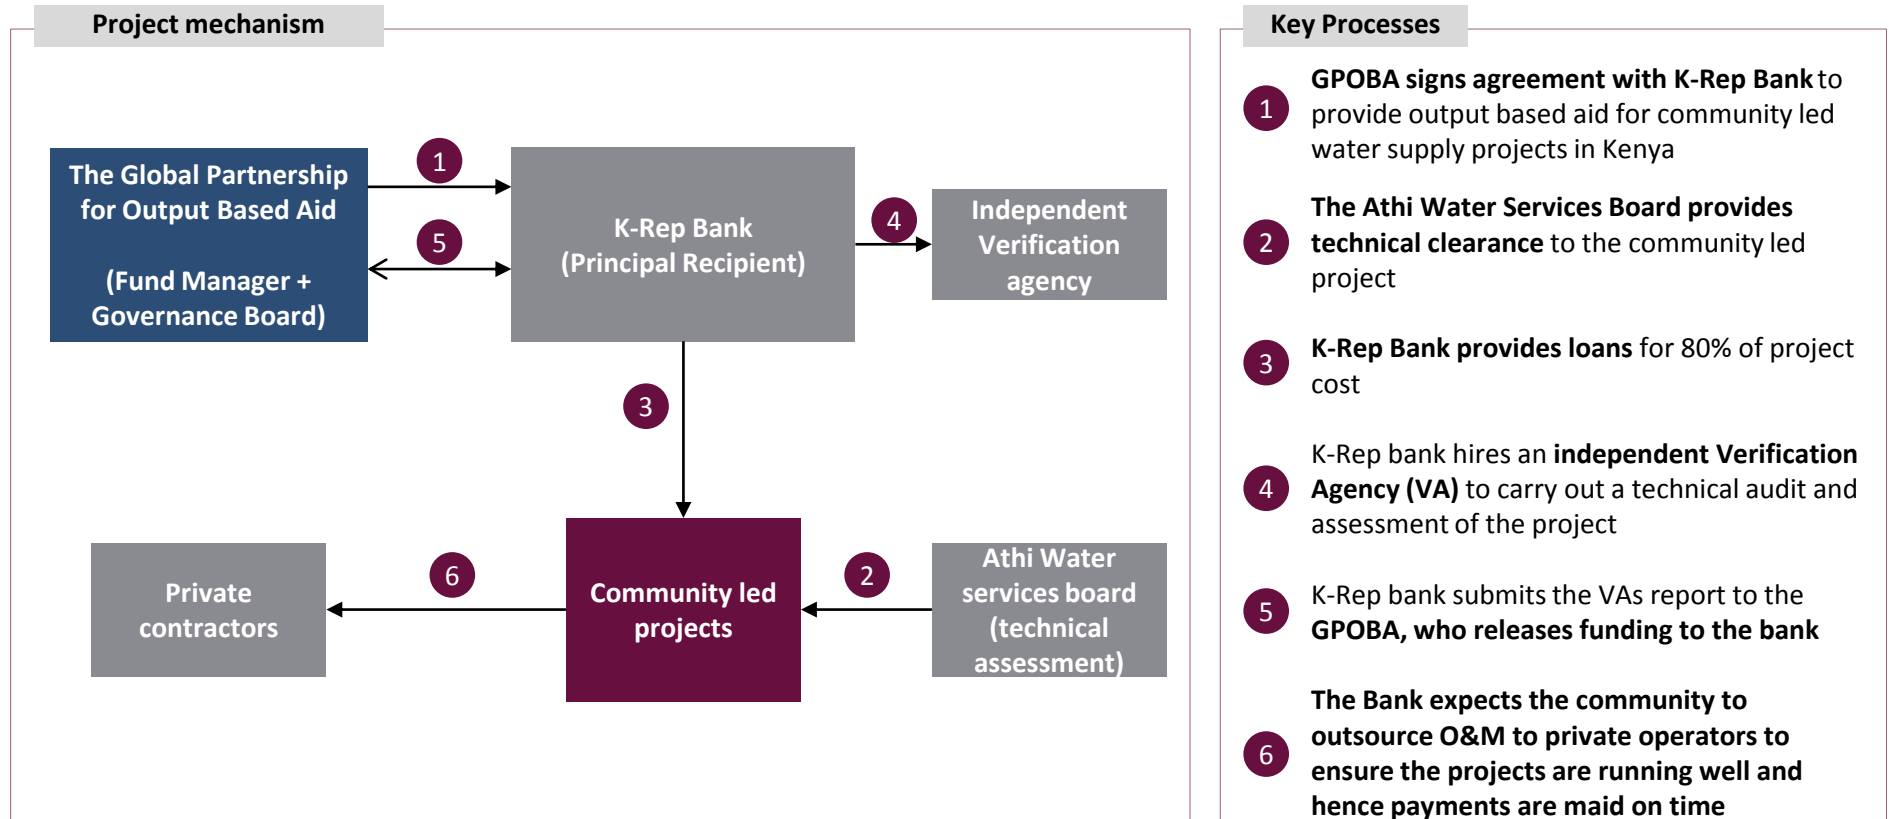 Project mechanism
The Global Partnership
for Output Based Aid
(Fund Manager +
Governance Board)
1
5
K-Rep Bank
(Principal Recipient)
4
Independent
Verification
agency
3
Private
contractors
6
Community led
projects
2
Athi Water
services board
(technical
assessment)
Key Processes
1
GPOBA signs agreement with K-Rep Bank to
provide output based aid for community led
water supply projects in Kenya
2
The Athi Water Services Board provides
technical clearance to the community led
project
3
K-Rep Bank provides loans for 80% of project
cost
4
K-Rep bank hires an independent Verification
Agency (VA) to carry out a technical audit and
assessment of the project
5
K-Rep bank submits the VAs report to the
GPOBA, who releases funding to the bank
6
The Bank expects the community to
outsource O&M to private operators to
ensure the projects are running well and
hence payments are maid on time